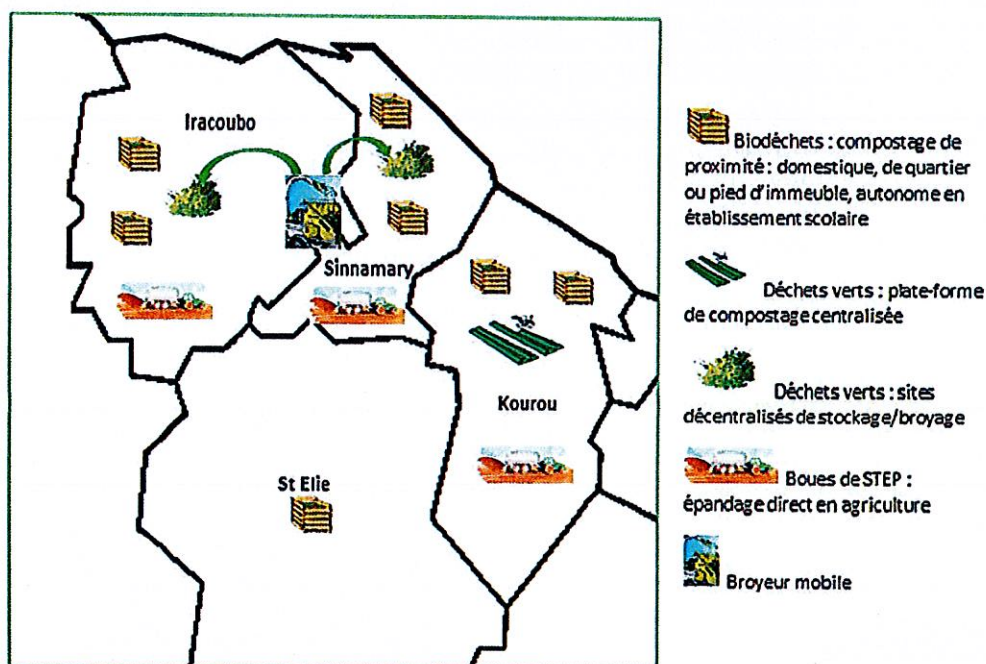 Iracoubo
Sinnamary
Kourou
St Elie
Biodéchets : compostage de
proximité : domestique, de quartier
ou pied d'immeuble, autonome en
établissement scolaire
Déchets verts : plate-forme
de compostage centralisée
Déchets verts : sites
décentralisés de stockage/broyage
Boues de STEP :
épandage direct en agriculture
Broyeur mobile